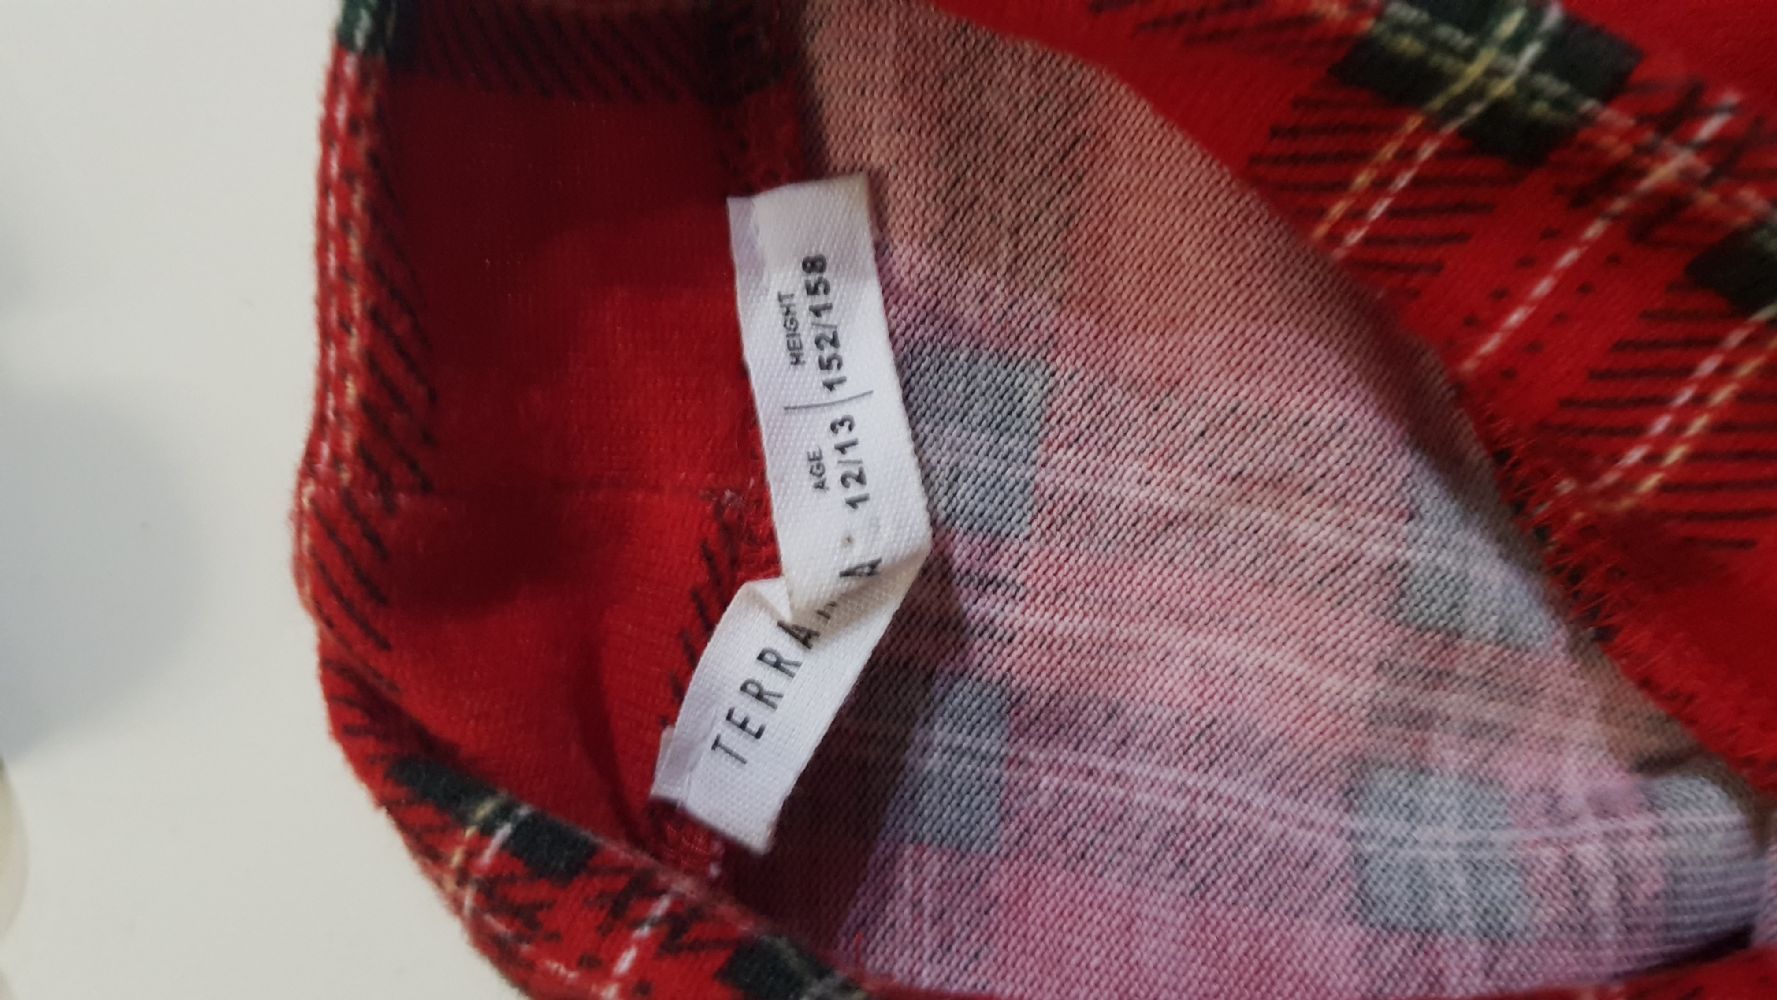 TERRA A
AGE HEIGHT
12/13 | 152/158